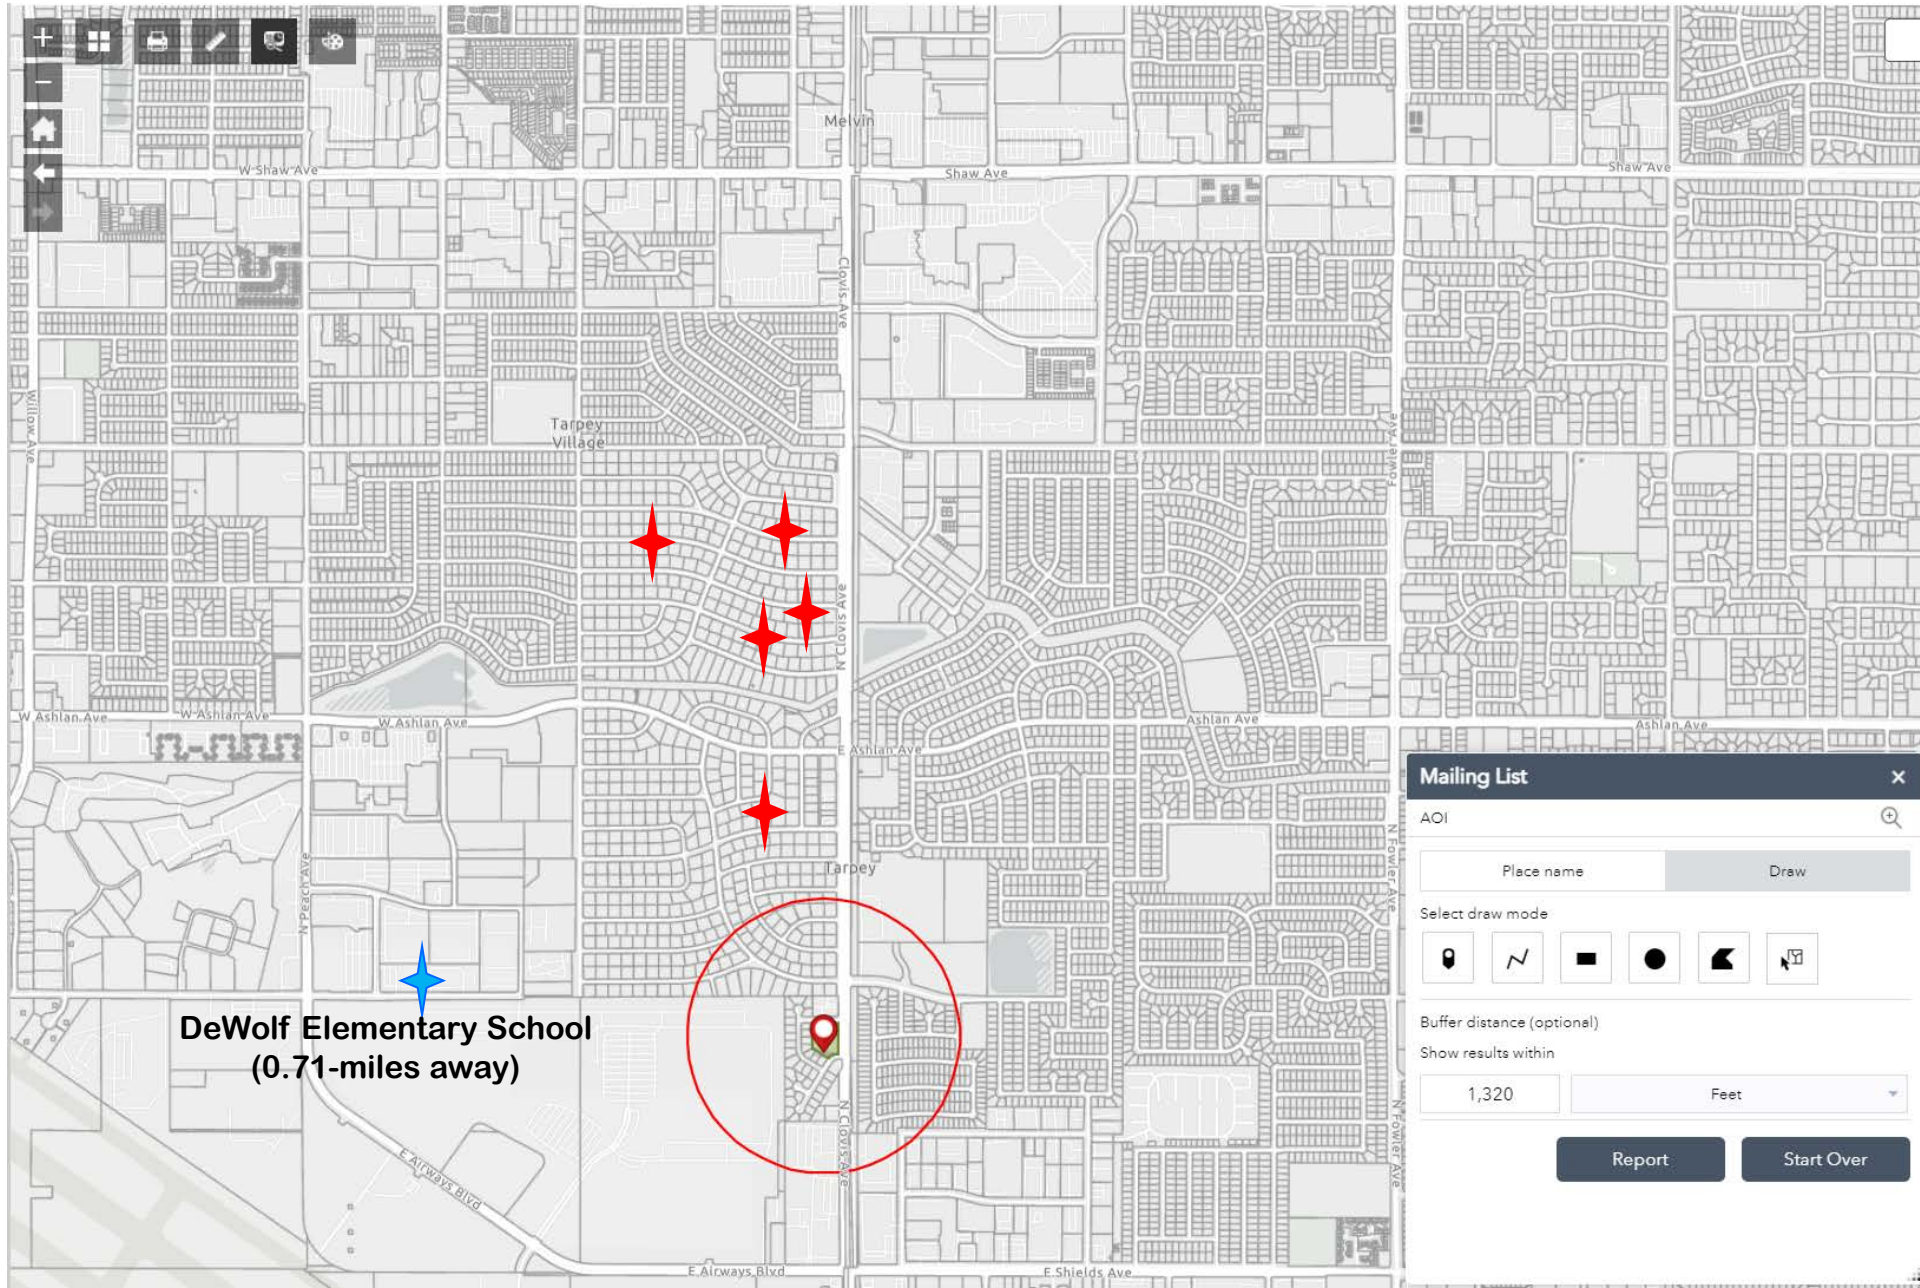 Melvin
W Shaw Ave
Shaw Ave
Shaw Ave
Clovis Ave
Willow Ave
Tarpey
Village
Fowler Ave
N Clovis Ave
W Ashlan Ave
W Ashlan Ave
W Ashlan Ave
E Ashlan Ave
Ashlan Ave
Ashlan Ave
Mailing List
AOI
Place name
Draw
Select draw mode
Buffer distance (optional)
Show results within
1,320
Feet
Report
Start Over
N Peach Ave
Tarpey
N Fowler Ave
DeWolf Elementary School
(0.71-miles away)
N Clovis Ave
N Fowler Ave
E Airways Blvd
E Airways Blvd
E Shields Ave